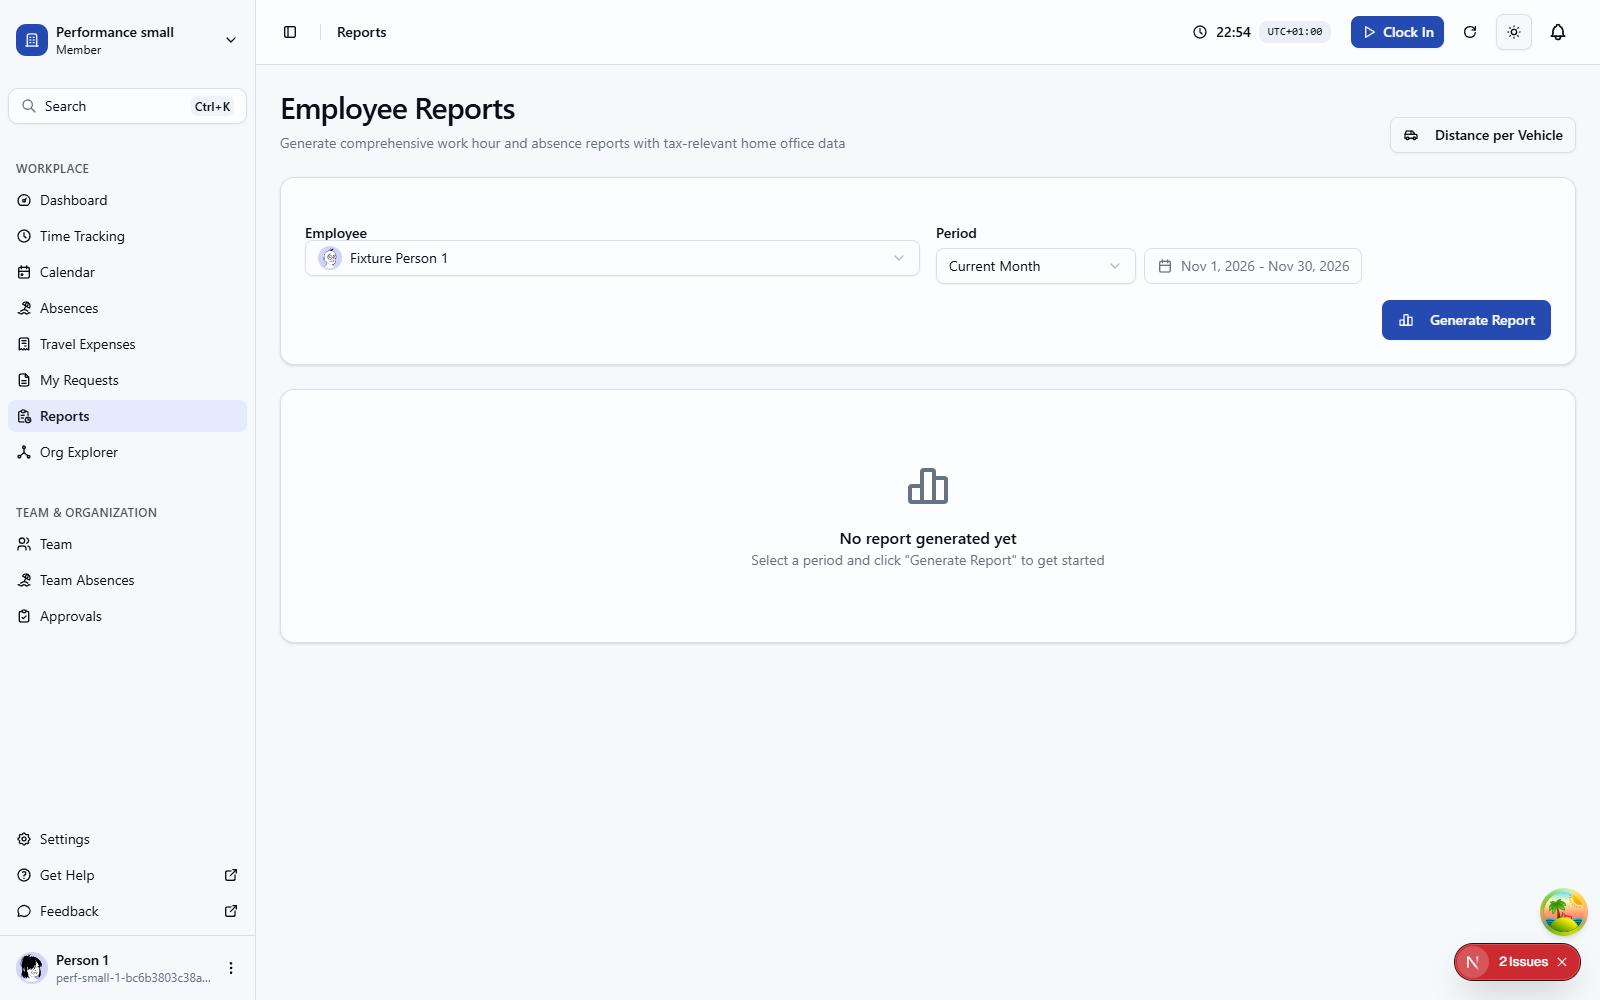 Performance small
Member
Search
Ctrl+K
WORKPLACE
Dashboard
Time Tracking
Calendar
Absences
Travel Expenses
My Requests
Reports
Org Explorer
TEAM & ORGANIZATION
Team
Team Absences
Approvals
Settings
Get Help
Feedback
Person 1
perf-small-1-bc6b3803c38a...
Reports
22:54
UTC+01:00
Clock In
Employee Reports
Generate comprehensive work hour and absence reports with tax-relevant home office data
Distance per Vehicle
Employee
Fixture Person 1
Period
Current Month
Nov 1, 2026 - Nov 30, 2026
Generate Report
No report generated yet
Select a period and click "Generate Report" to get started
N
2 Issues